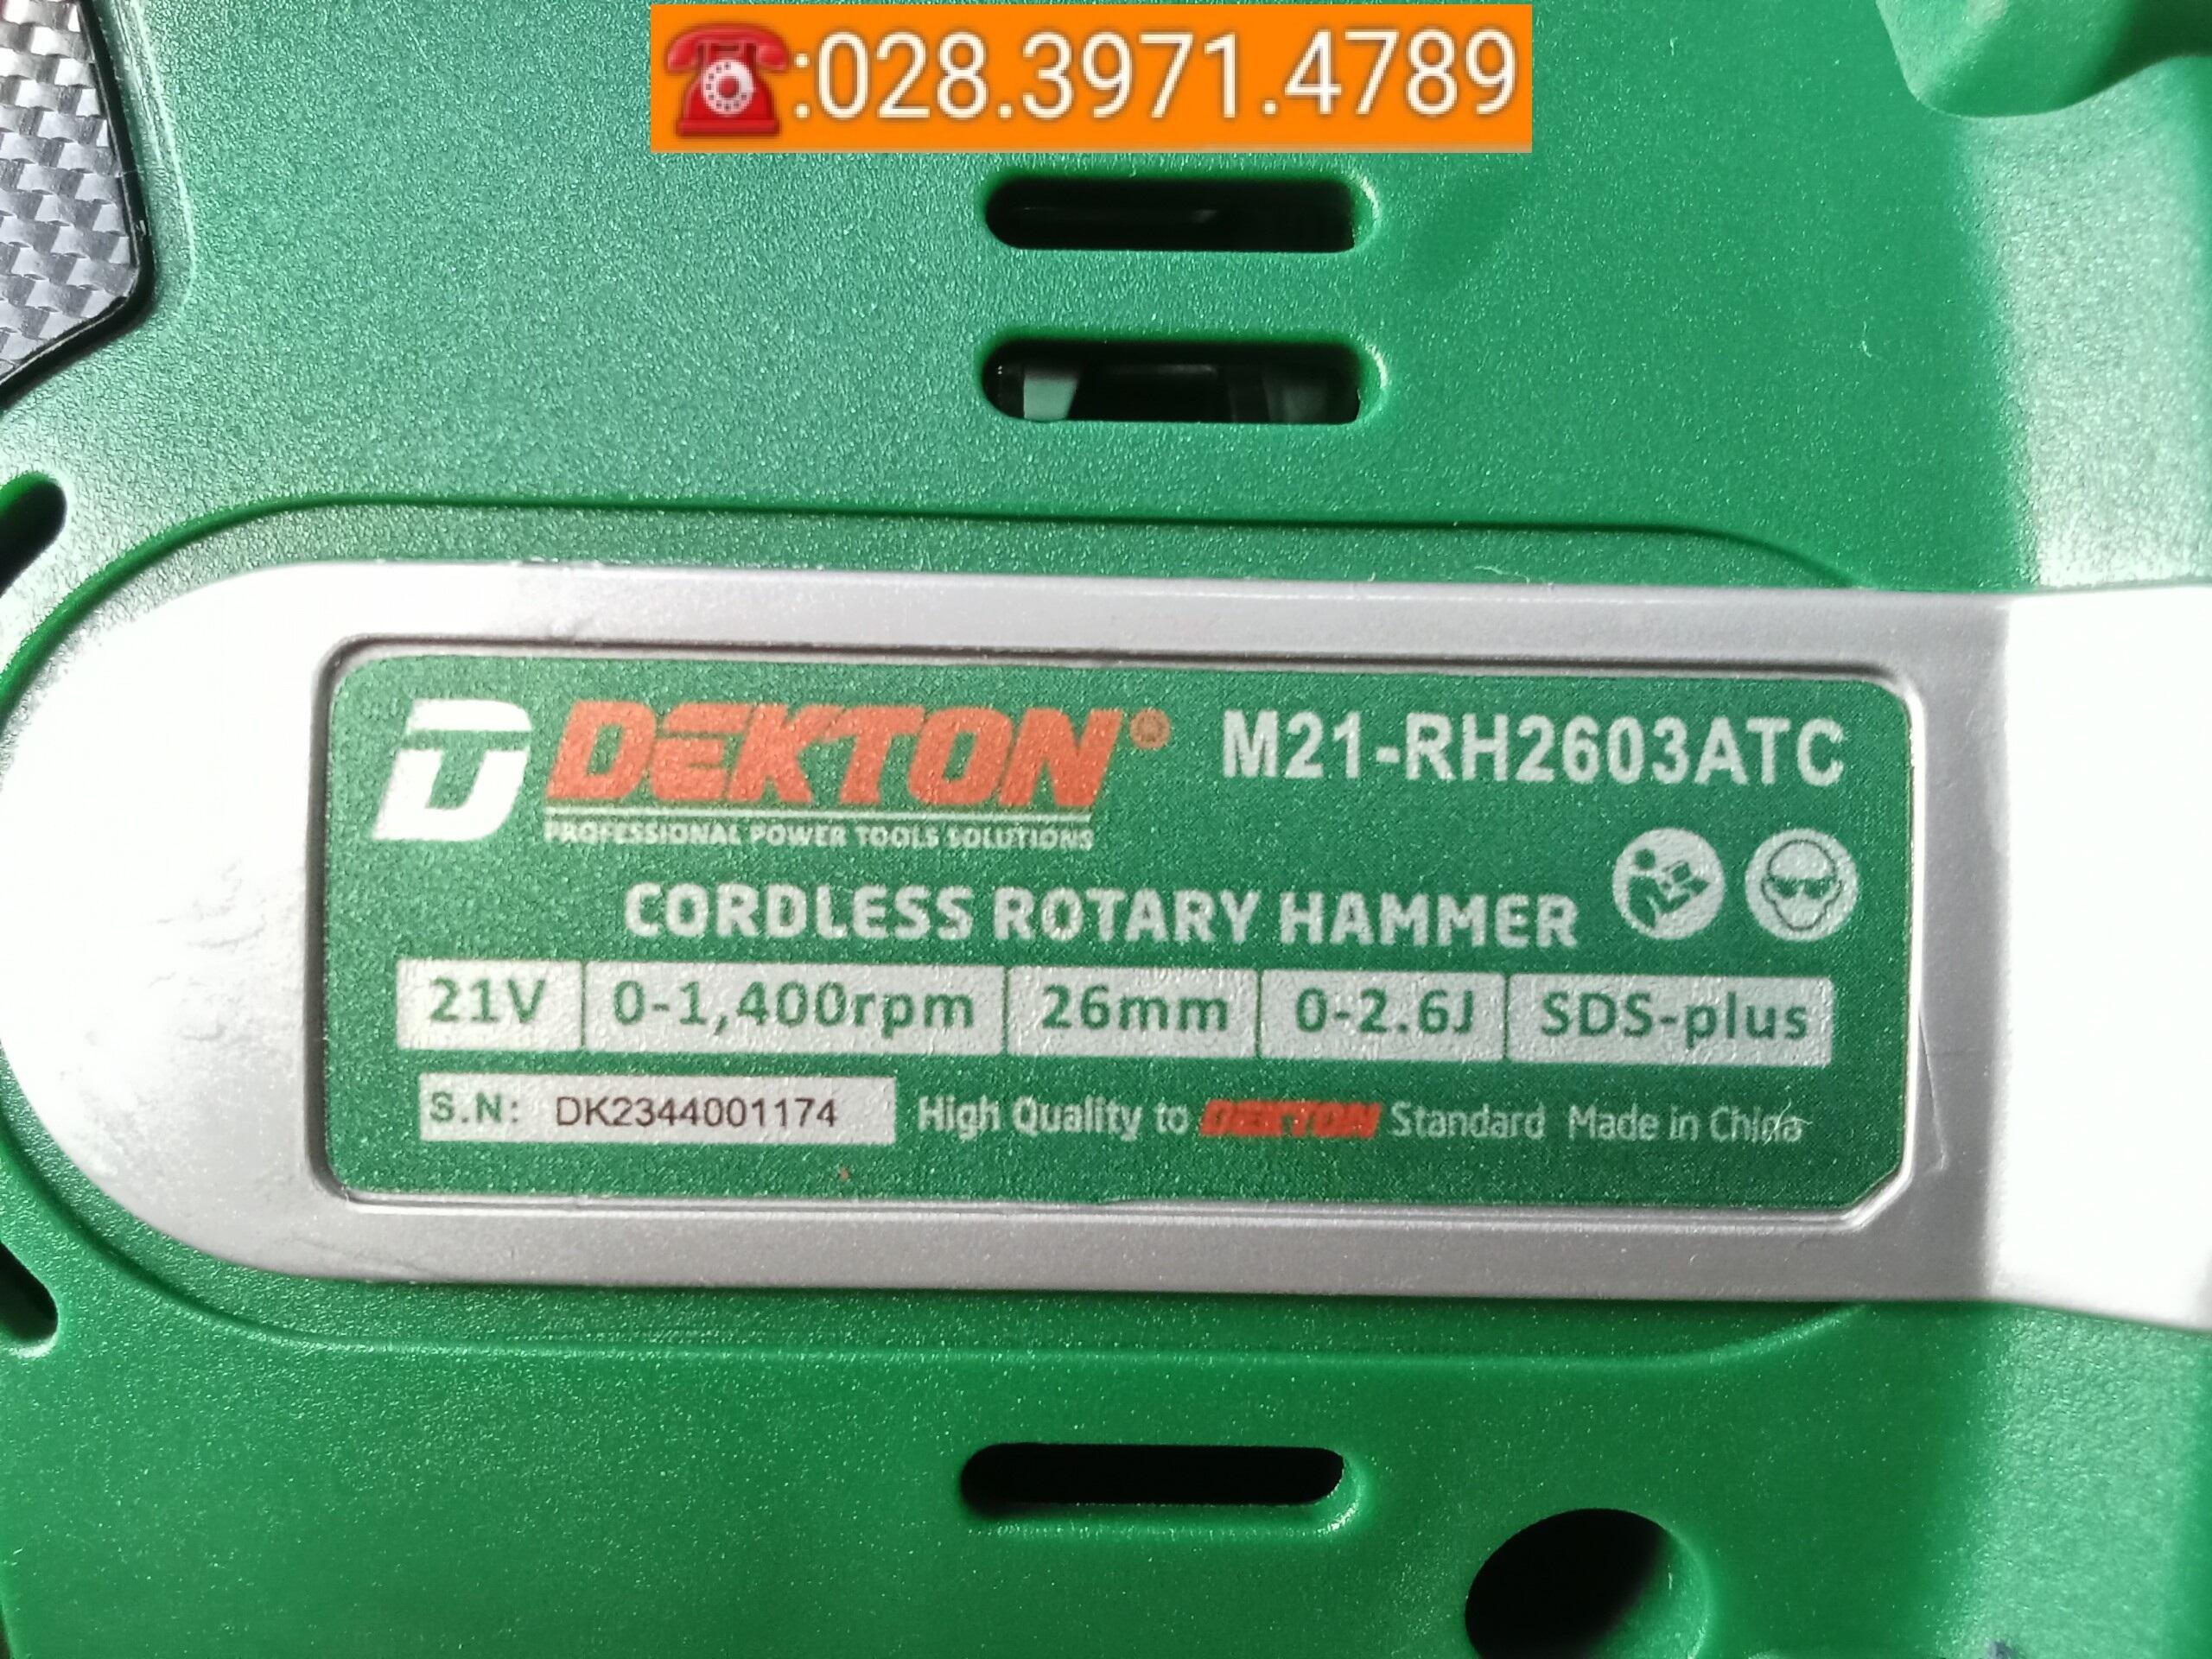 :028.3971.4789
DEKTON® M21-RH2603ATC
PROFESSIONAL POWER TOOLS SOLUTIONS
CORDLESS ROTARY HAMMER
21V 0-1,400rpm 26mm 0-2.6J SDS-plus
S.N: DK2344001174 High Quality to DEKTON Standard Made in China